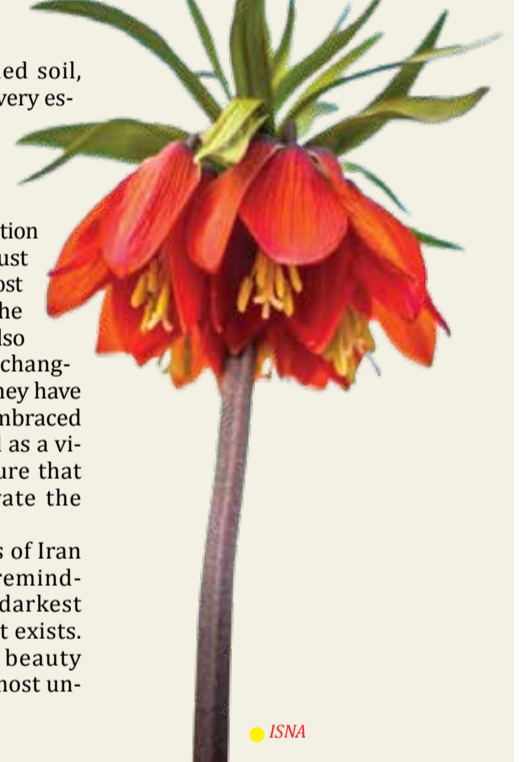 ed soil,
very es-
tion
ust
ost
he
lso
chang-
hey have
mbraced
as a vi-
ure that
ate the
s of Iran
remind-
darkest
t exists.
beauty
most un-
ISNA